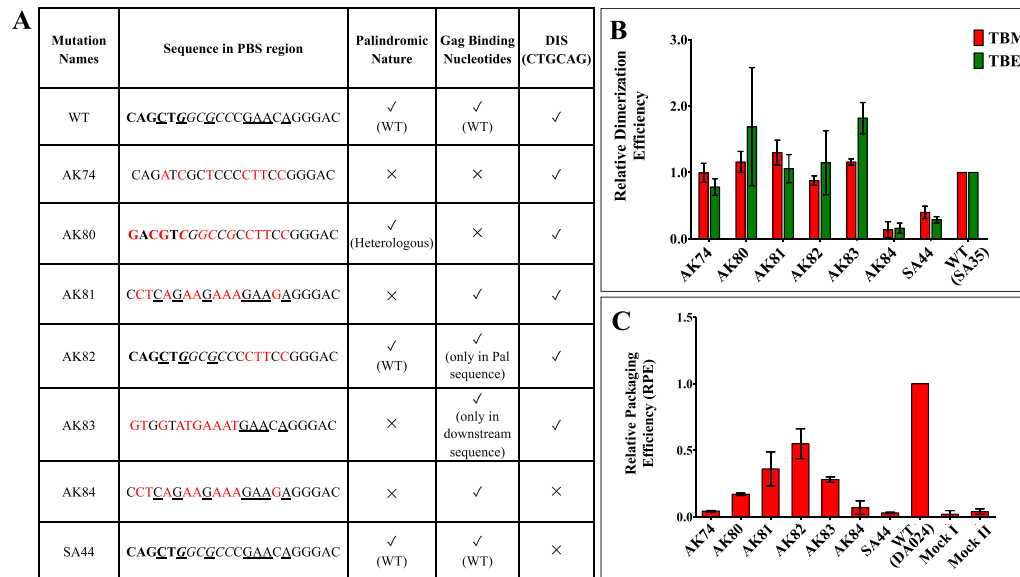 A
Mutation Names
Sequence in PBS region
Palindromic Nature
Gag Binding Nucleotides
DIS (CTGCAG)
WT
CAGCTGGCGCCCGAACAGGGAC
✓
(WT)
✓
(WT)
✓
AK74
CAGATCGCTCCCCTTCCGGGAC
×
×
✓
AK80
GACGTCGGCCGCCTTCCGGGAC
✓
(Heterologous)
×
✓
AK81
CCTCAGAAGAAAGAAGAGGGAC
×
✓
✓
AK82
CAGCTGGCGCCCCTTCCGGGAC
✓
(WT)
✓
(only in Pal
sequence)
✓
AK83
GTGGTATGAAATGAACAGGGAC
×
✓
(only in
downstream
sequence)
✓
AK84
CCTCAGAAGAAAGAAGAGGGAC
×
✓
×
SA44
CAGCTGGCGCCCGAACAGGGAC
✓
(WT)
✓
(WT)
×
B
TBM
TBE
Relative Dimerization
Efficiency
3.0
2.0
1.0
0.0
AK74
AK80
AK81
AK82
AK83
AK84
SA44
WT
(SA35)
C
Relative Packaging
Efficiency (RPE)
1.5
1.0
0.5
0.0
AK74
AK80
AK81
AK82
AK83
AK84
SA44
WT
(DA024)
Mock I
Mock II